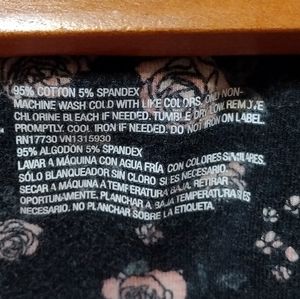 95% COTTON 5% SPANDEX
MACHINE WASH COLD WITH LIKE COLORS, ONLY NON-
CHLORINE BLEACH IF NEEDED. TUMBLE DRY LOW. REMOVE
PROMPTLY. COOL IRON IF NEEDED. DO NOT IRON ON LABEL.
RN17730 VN1315930
95% ALGODON 5% SPANDEX
LAVAR A MÁQUINA CON AGUA FRÍA CON COLORES SIMILARES.
SÓLO BLANQUEADOR SIN CLORO SI ES NECESARIO.
SECAR A MÁQUINA A TEMPERATURA BAJA. RETIRAR
OPORTUNAMENTE. PLANCHAR A BAJA TEMPERATURA SI ES
NECESARIO. NO PLANCHAR SOBRE LA ETIQUETA.